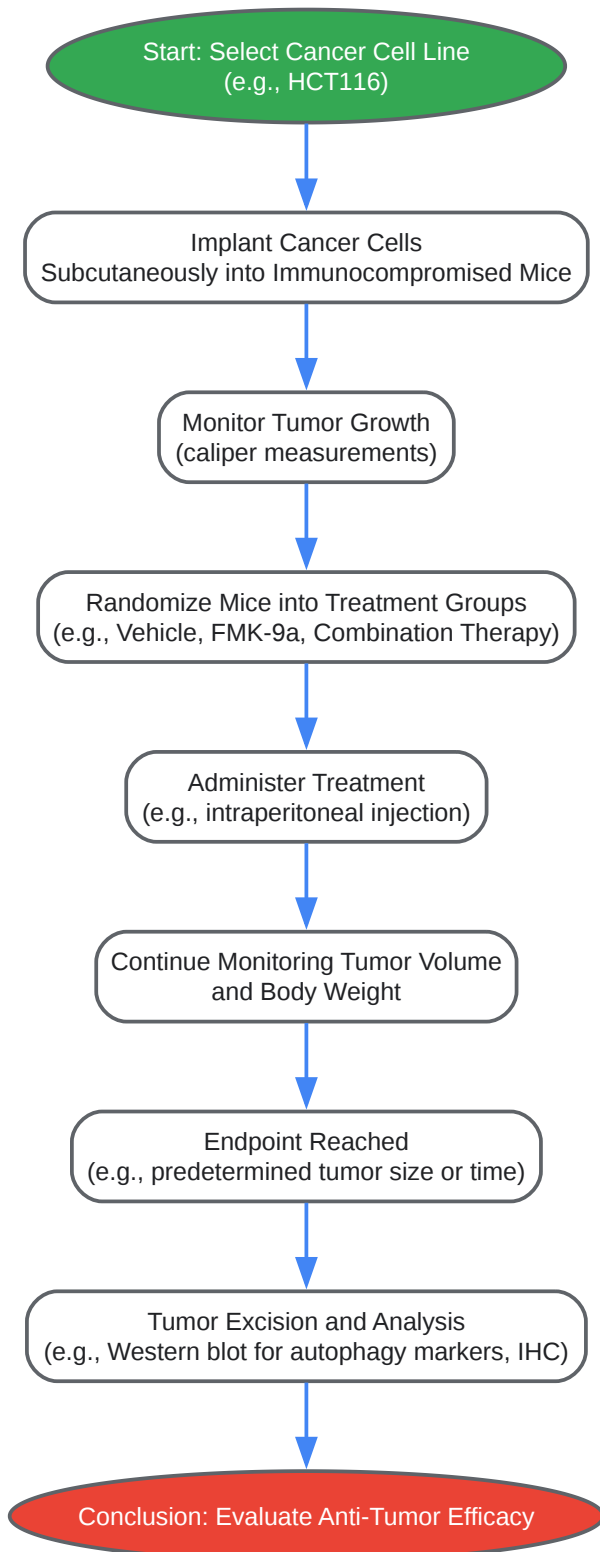 Start: Select Cancer Cell Line
(e.g., HCT116)
Implant Cancer Cells
Subcutaneously into Immunocompromised Mice
Monitor Tumor Growth
(caliper measurements)
Randomize Mice into Treatment Groups
(e.g., Vehicle, FMK-9a, Combination Therapy)
Administer Treatment
(e.g., intraperitoneal injection)
Continue Monitoring Tumor Volume
and Body Weight
Endpoint Reached
(e.g., predetermined tumor size or time)
Tumor Excision and Analysis
(e.g., Western blot for autophagy markers, IHC)
Conclusion: Evaluate Anti-Tumor Efficacy